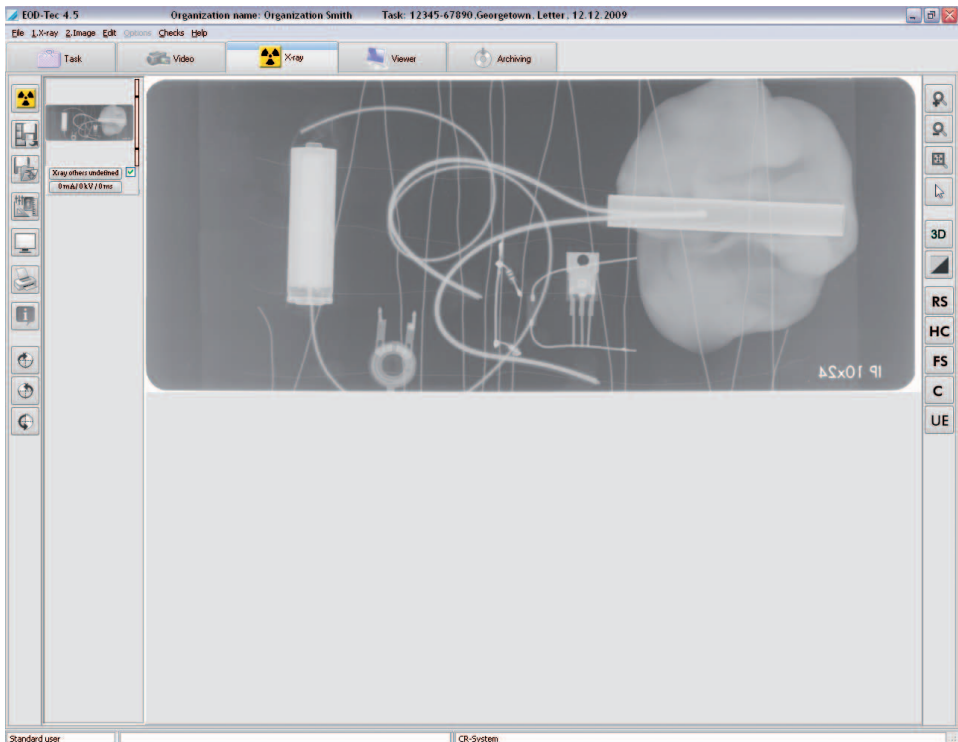 EOD-Tec 4.5 Organization name: Organization Smith Task: 12345-67890 ,Georgetown, Letter , 12.12.2009
File 1.X-ray 2.Image Edit Options Checks Help
Task Video X-ray Viewer Archiving
Xray others undefined
0 mA / 0 kV / 0 ms
IP 10x24
3D
RS
HC
FS
C
UE
Standard user CR-System